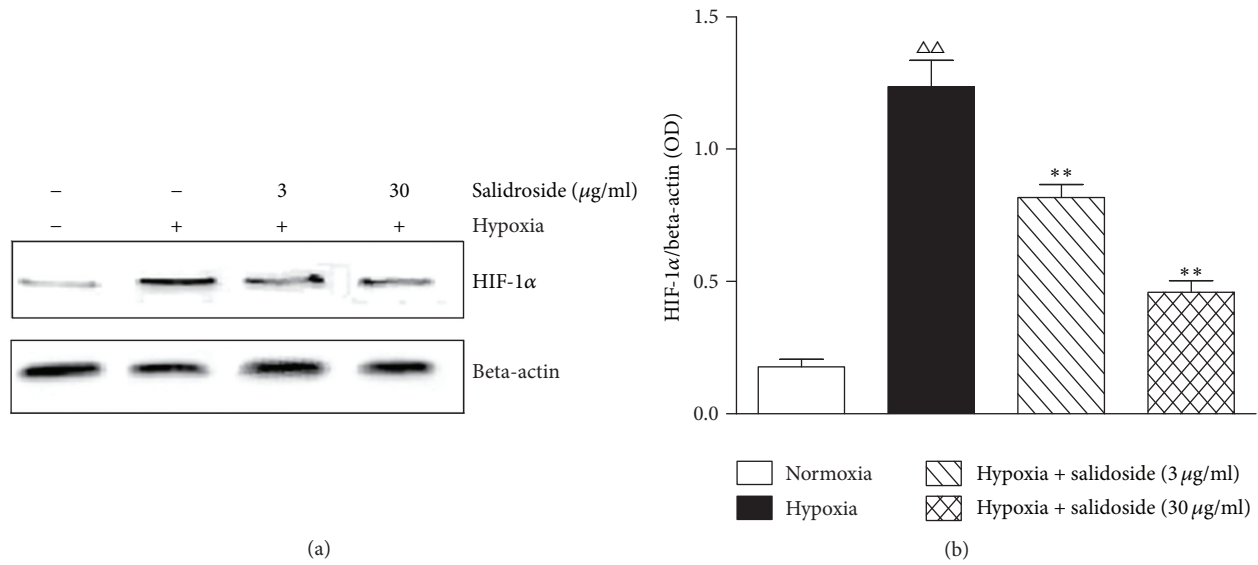 − − 3 30 Salidroside (μg/ml)
− + + + Hypoxia
HIF-1α
Beta-actin
(a)
HIF-1α/beta-actin (OD)
1.5
1.0
0.5
0.0
△△
**
**
Normoxia
Hypoxia
Hypoxia + salidoside (3 μg/ml)
Hypoxia + salidoside (30 μg/ml)
(b)